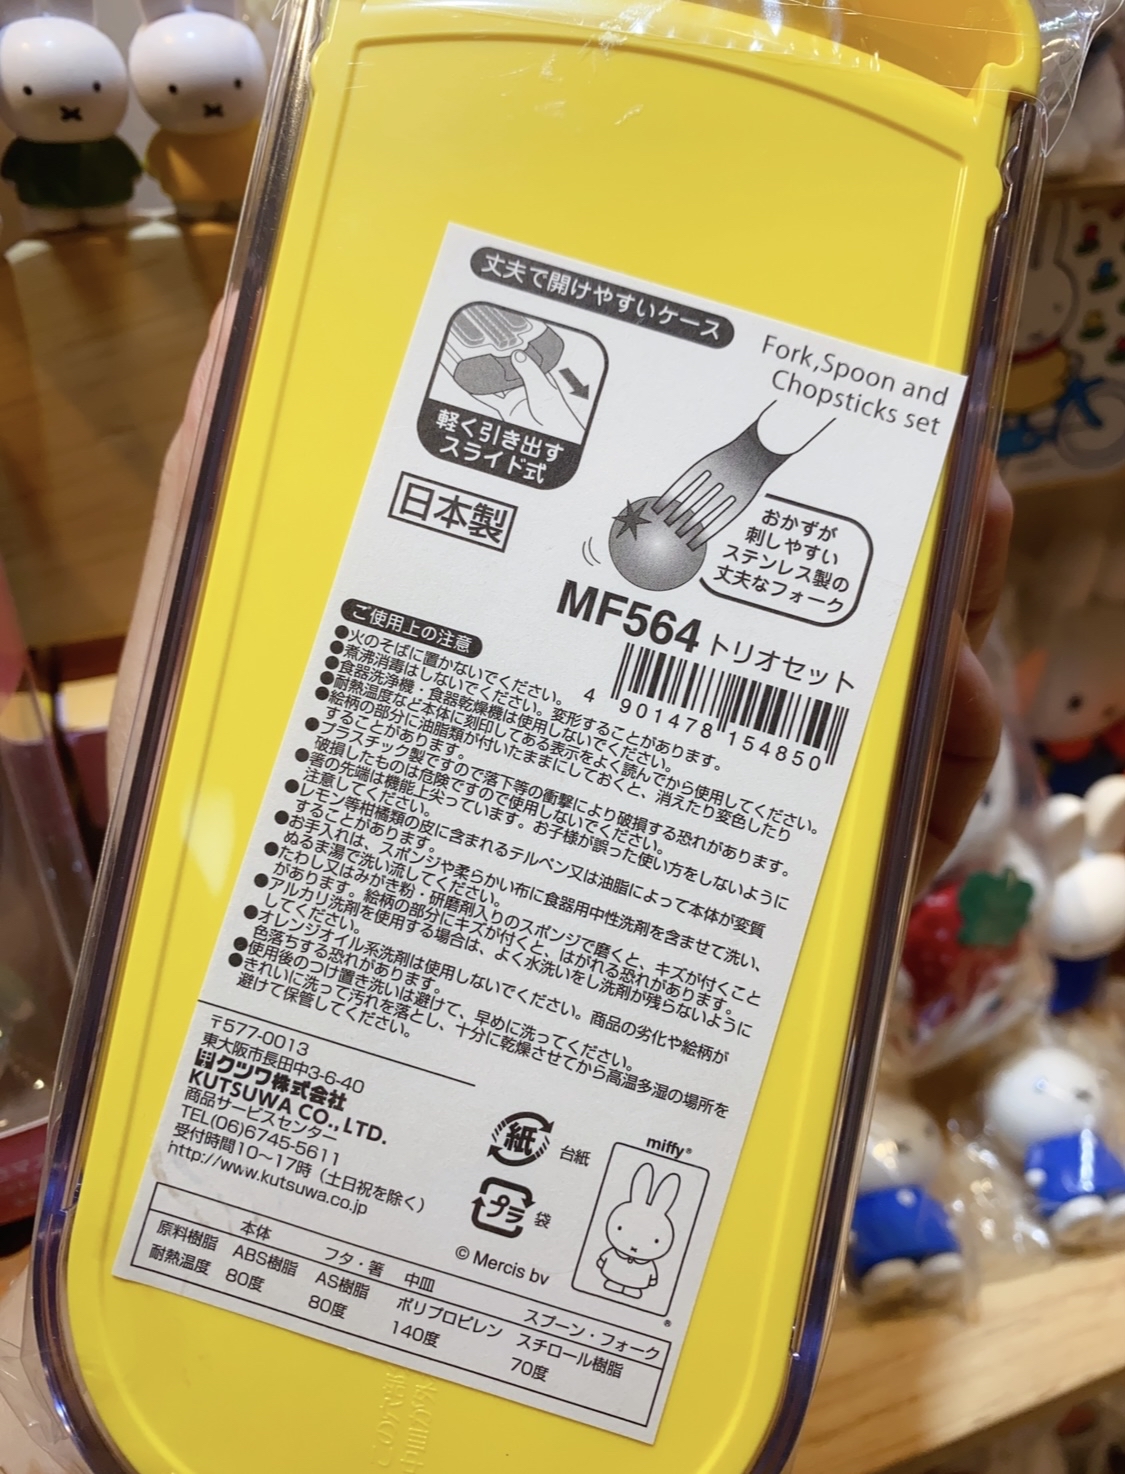 丈夫で開けやすいケース
軽く引き出す
スライド式
日本製
Fork,Spoon and
Chopsticks set
おかずが
刺しやすい
ステンレス製の
丈夫なフォーク
MF564 トリオセット
4 901478 154850
ご使用上の注意
●火のそばに置かないでください。
●煮沸消毒はしないでください。変形することがあります。
●食器洗浄機・食器乾燥機は使用しないでください。
●耐熱温度など本体に刻印してある表示をよく読んでから使用してください。
●絵柄の部分に油脂類が付いたままにしておくと、消えたり変色したり
することがあります。
●プラスチック製ですので落下等の衝撃により破損する恐れがあります。
破損したものは危険ですので使用しないでください。
●箸の先端は機能上尖っています。お子様が誤った使い方をしないように
注意してください。
●レモン等柑橘類の皮に含まれるテルペン又は油脂によって本体が変質
することがあります。
●お手入れは、スポンジや柔らかい布に食器用中性洗剤を含ませて洗い、
ぬるま湯で洗い流してください。
●たわし又はみがき粉・研磨剤入りのスポンジで磨くと、キズが付くこと
があります。絵柄の部分にキズが付くと、はがれる恐れがあります。
●アルカリ洗剤を使用する場合は、よく水洗いをし洗剤が残らないように
してください。
●オレンジオイル系洗剤は使用しないでください。商品の劣化や絵柄が
色落ちする恐れがあります。
●使用後のつけ置き洗いは避けて、早めに洗ってください。
●きれいに洗って汚れを落とし、十分に乾燥させてから高温多湿の場所を
避けて保管してください。
〒577-0013
東大阪市長田中3-6-40
クツワ株式会社
KUTSUWA CO., LTD.
商品サービスセンター
TEL(06)6745-5611
受付時間10～17時（土日祝を除く）
http://www.kutsuwa.co.jp
紙 台紙
プラ 袋
© Mercis bv
miffy®
®
本体 フタ・箸 中皿 スプーン・フォーク
原料樹脂 ABS樹脂 AS樹脂 ポリプロピレン スチロール樹脂
耐熱温度 80度 80度 140度 70度